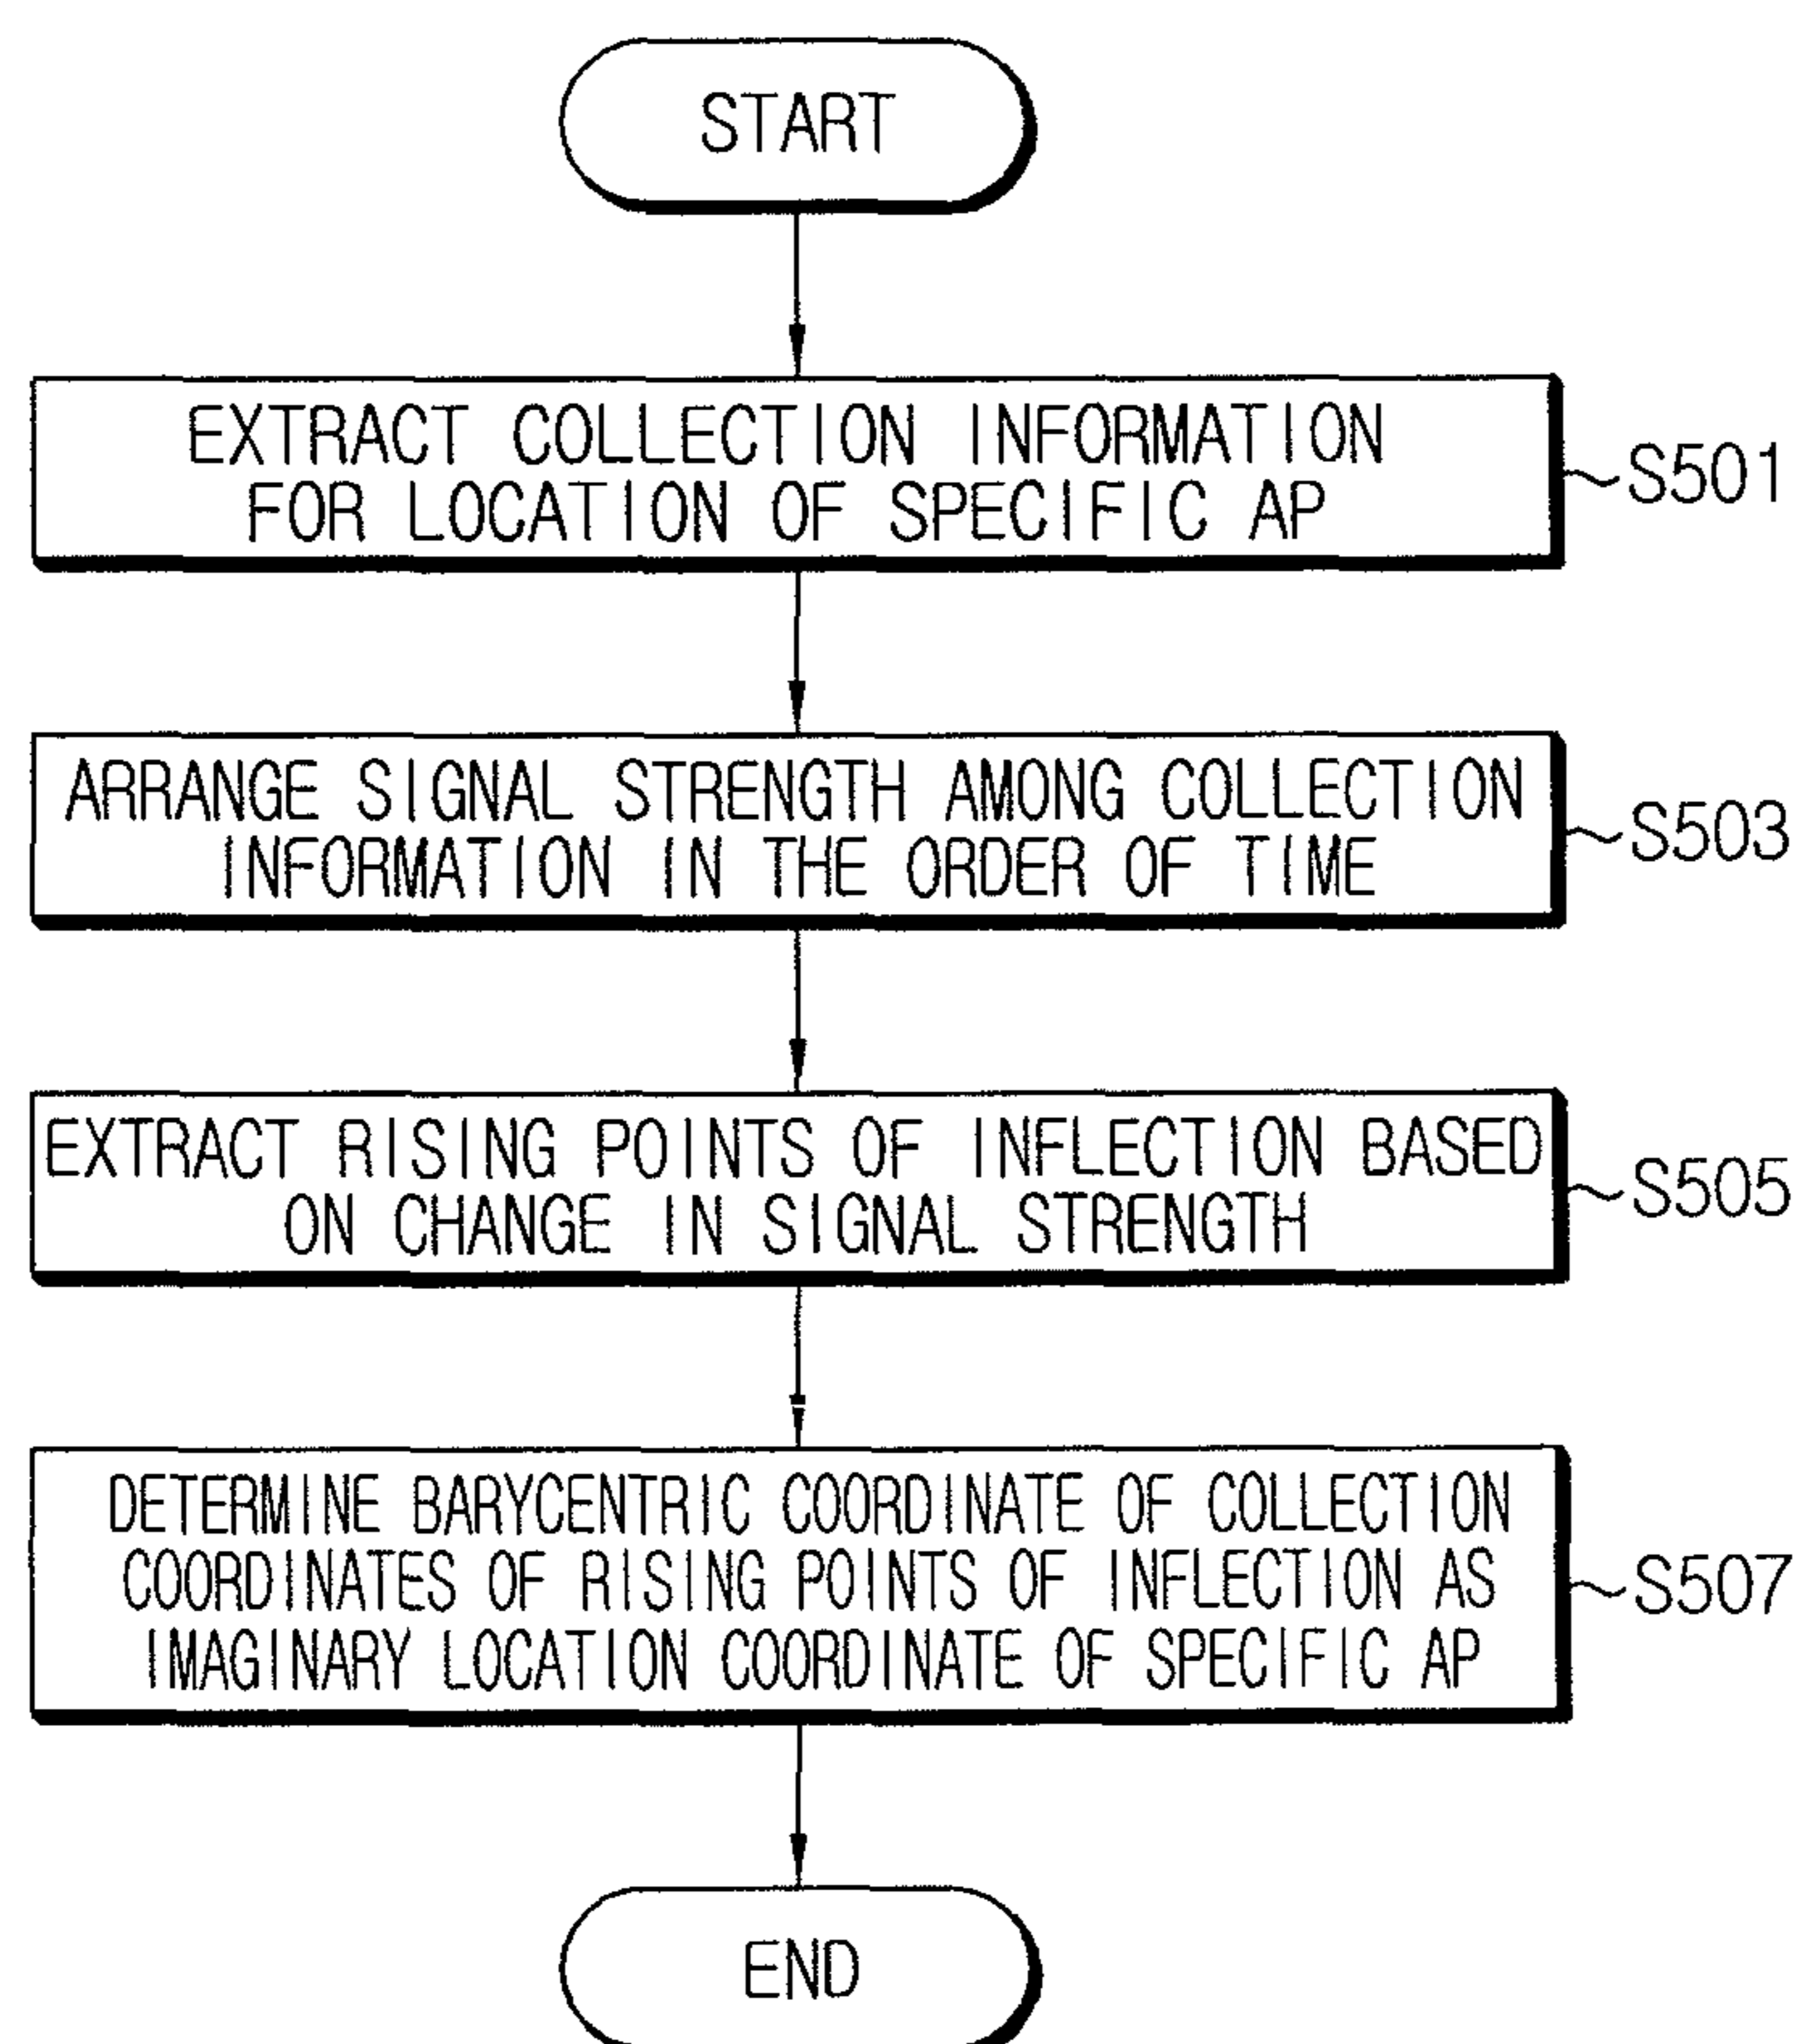 START
EXTRACT COLLECTION INFORMATION
FOR LOCATION OF SPECIFIC AP
S501
ARRANGE SIGNAL STRENGTH AMONG COLLECTION
INFORMATION IN THE ORDER OF TIME
S503
EXTRACT RISING POINTS OF INFLECTION BASED
ON CHANGE IN SIGNAL STRENGTH
S505
DETERMINE BARYCENTRIC COORDINATE OF COLLECTION
COORDINATES OF RISING POINTS OF INFLECTION AS
IMAGINARY LOCATION COORDINATE OF SPECIFIC AP
S507
END